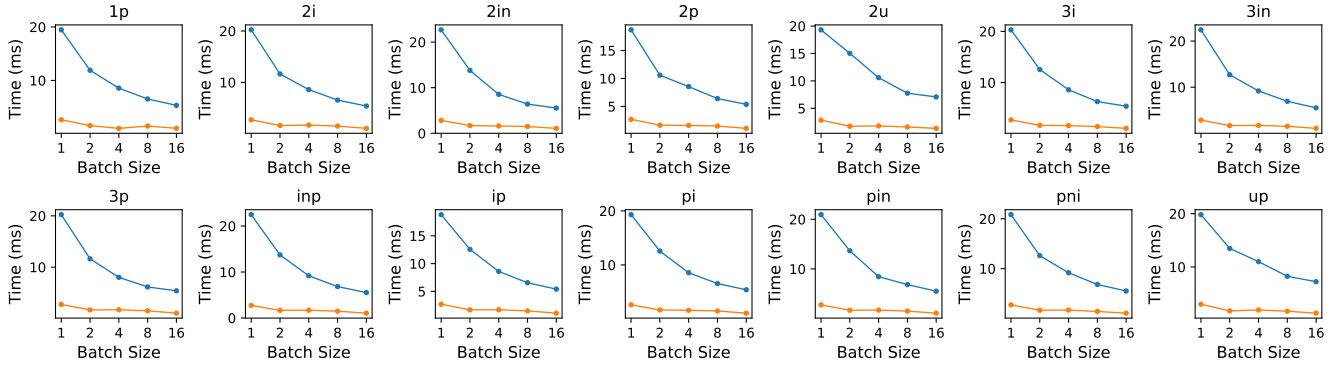 1p 2i 2in 2p 2u 3i 3in
Time (ms) 20 10 1 2 4 8 16 Batch Size
Time (ms) 20 10 1 2 4 8 16 Batch Size
Time (ms) 20 10 0 1 2 4 8 16 Batch Size
Time (ms) 15 10 5 1 2 4 8 16 Batch Size
Time (ms) 20 15 10 5 1 2 4 8 16 Batch Size
Time (ms) 20 10 1 2 4 8 16 Batch Size
Time (ms) 20 10 1 2 4 8 16 Batch Size
3p inp ip pi pin pni up
Time (ms) 20 10 1 2 4 8 16 Batch Size
Time (ms) 20 10 0 1 2 4 8 16 Batch Size
Time (ms) 15 10 5 1 2 4 8 16 Batch Size
Time (ms) 20 10 1 2 4 8 16 Batch Size
Time (ms) 20 10 1 2 4 8 16 Batch Size
Time (ms) 20 10 1 2 4 8 16 Batch Size
Time (ms) 20 10 1 2 4 8 16 Batch Size